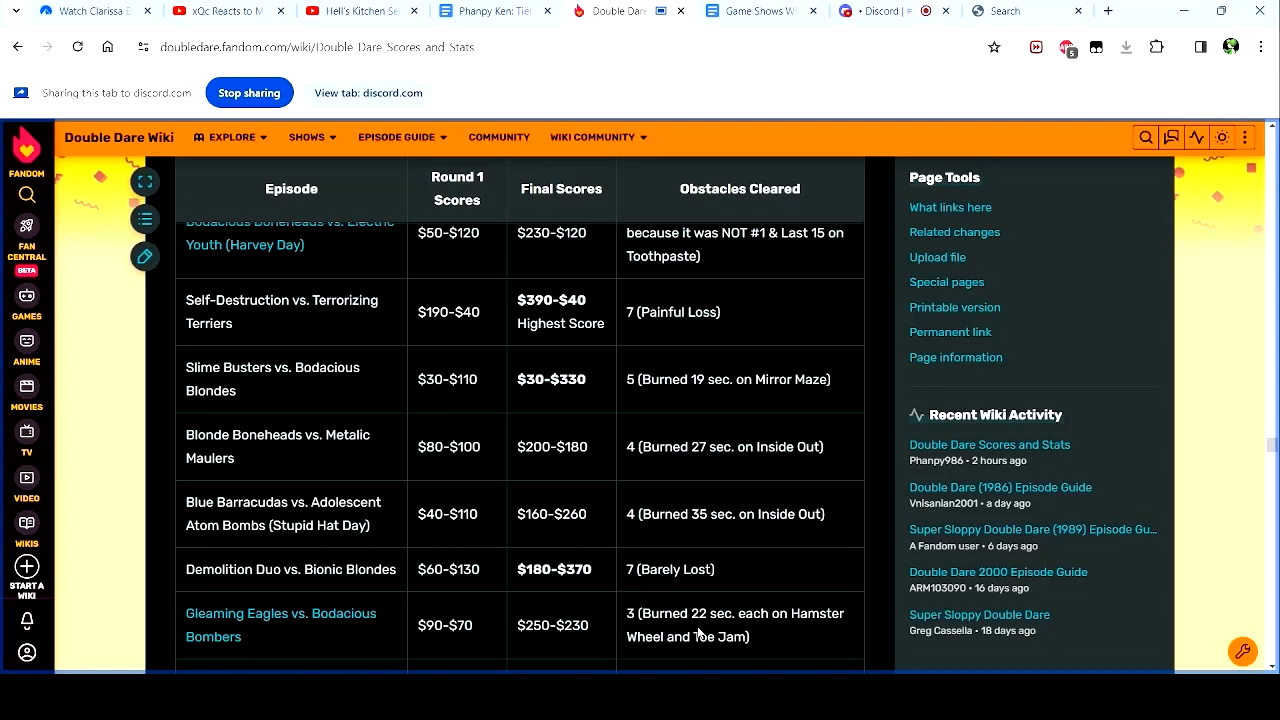 Watch Clarissa E
xQc Reacts to M
Hell's Kitchen Se
Phanpy Ken: Tier
Double Dare
Game Shows W
• Discord | #
Search
doubledare.fandom.com/wiki/Double_Dare_Scores_and_Stats
5
Sharing this tab to discord.com
Stop sharing
View tab: discord.com
FANDOM
FAN CENTRAL
BETA
GAMES
ANIME
MOVIES
TV
VIDEO
WIKIS
START A WIKI
Double Dare Wiki
EXPLORE
SHOWS
EPISODE GUIDE
COMMUNITY
WIKI COMMUNITY
Episode
Round 1 Scores
Final Scores
Obstacles Cleared
Bodacious Boneheads vs. Electric
Youth (Harvey Day)
$50-$120
$230-$120
because it was NOT #1 & Last 15 on
Toothpaste)
Self-Destruction vs. Terrorizing
Terriers
$190-$40
$390-$40
Highest Score
7 (Painful Loss)
Slime Busters vs. Bodacious
Blondes
$30-$110
$30-$330
5 (Burned 19 sec. on Mirror Maze)
Blonde Boneheads vs. Metalic
Maulers
$80-$100
$200-$180
4 (Burned 27 sec. on Inside Out)
Blue Barracudas vs. Adolescent
Atom Bombs (Stupid Hat Day)
$40-$110
$160-$260
4 (Burned 35 sec. on Inside Out)
Demolition Duo vs. Bionic Blondes
$60-$130
$180-$370
7 (Barely Lost)
Gleaming Eagles vs. Bodacious
Bombers
$90-$70
$250-$230
3 (Burned 22 sec. each on Hamster
Wheel and Toe Jam)
Page Tools
What links here
Related changes
Upload file
Special pages
Printable version
Permanent link
Page information
Recent Wiki Activity
Double Dare Scores and Stats
Phanpy986 • 2 hours ago
Double Dare (1986) Episode Guide
Vnisanian2001 • a day ago
Super Sloppy Double Dare (1989) Episode Gu...
A Fandom user • 6 days ago
Double Dare 2000 Episode Guide
ARM103090 • 16 days ago
Super Sloppy Double Dare
Greg Cassella • 18 days ago